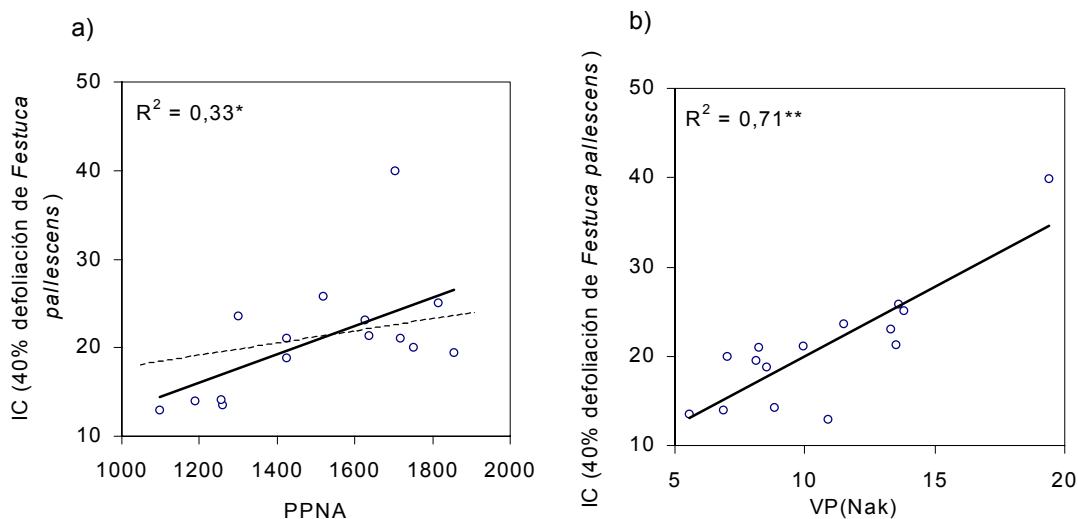 a)
IC (40% defoliación de Festuca
pallescens )
50
40
30
20
10
R² = 0,33*
1000 1200 1400 1600 1800 2000
PPNA
b)
IC (40% defoliación de Festuca pallescens )
50
40
30
20
10
R² = 0,71**
5 10 15 20
VP(Nak)